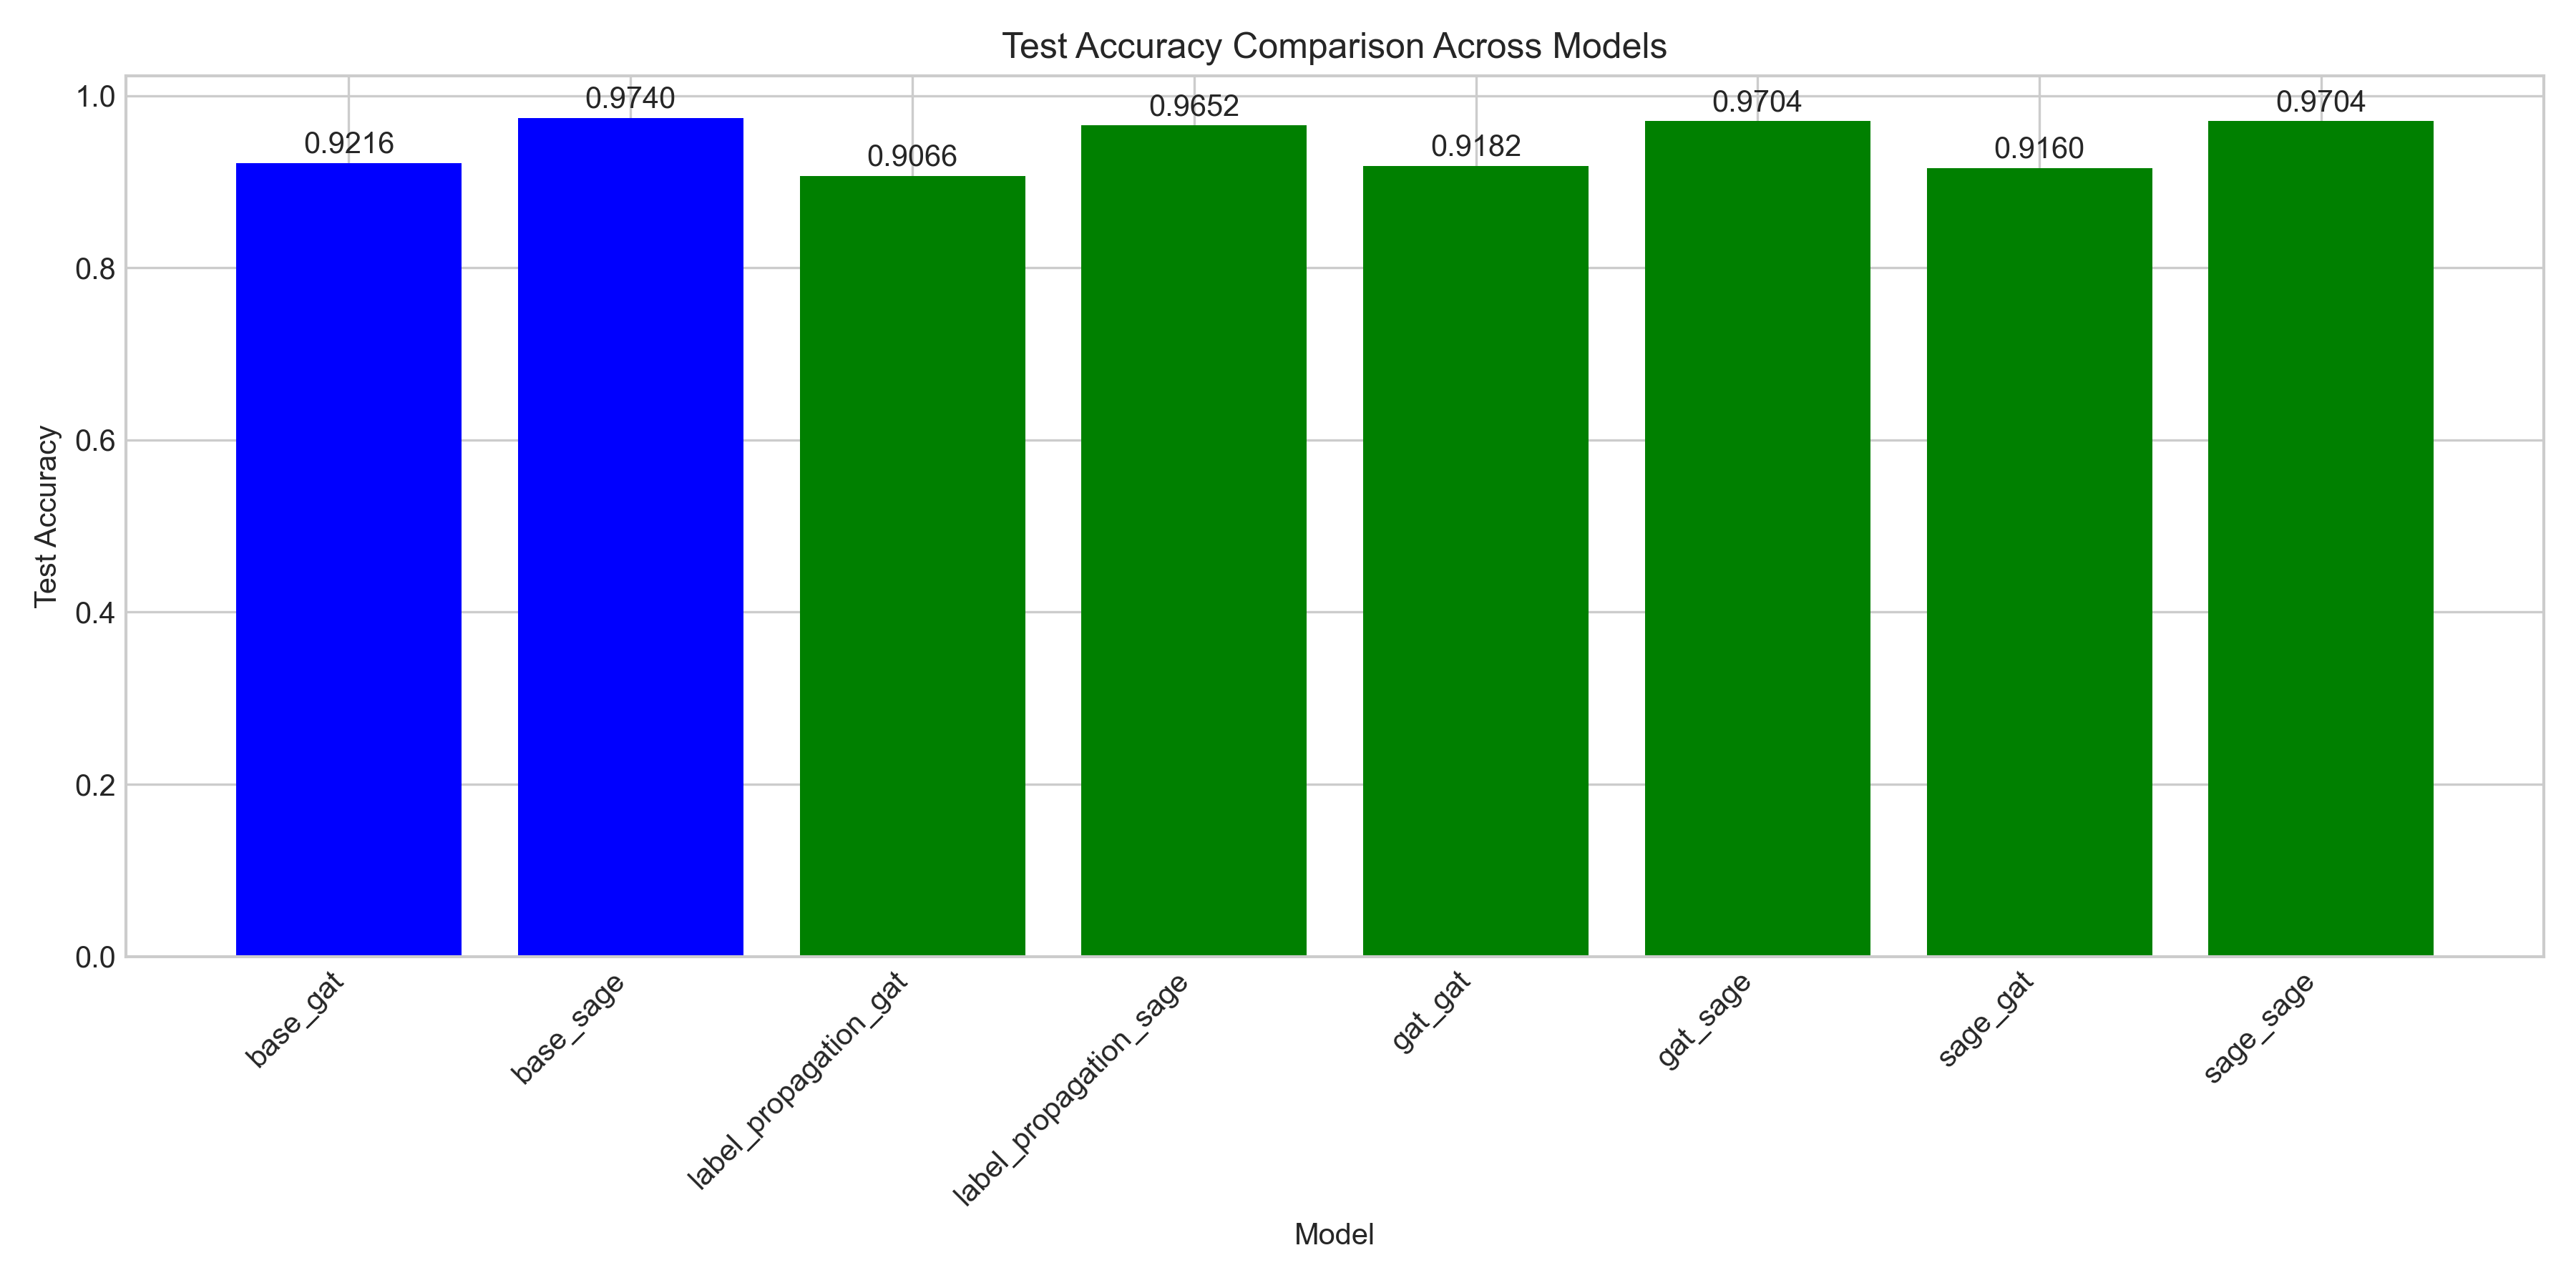 Test Accuracy Comparison Across Models
1.0
0.8
0.6
0.4
0.2
0.0
Test Accuracy
0.9216
0.9740
0.9066
0.9652
0.9182
0.9704
0.9160
0.9704
base_gat
base_sage
label_propagation_gat
label_propagation_sage
gat_gat
gat_sage
sage_gat
sage_sage
Model